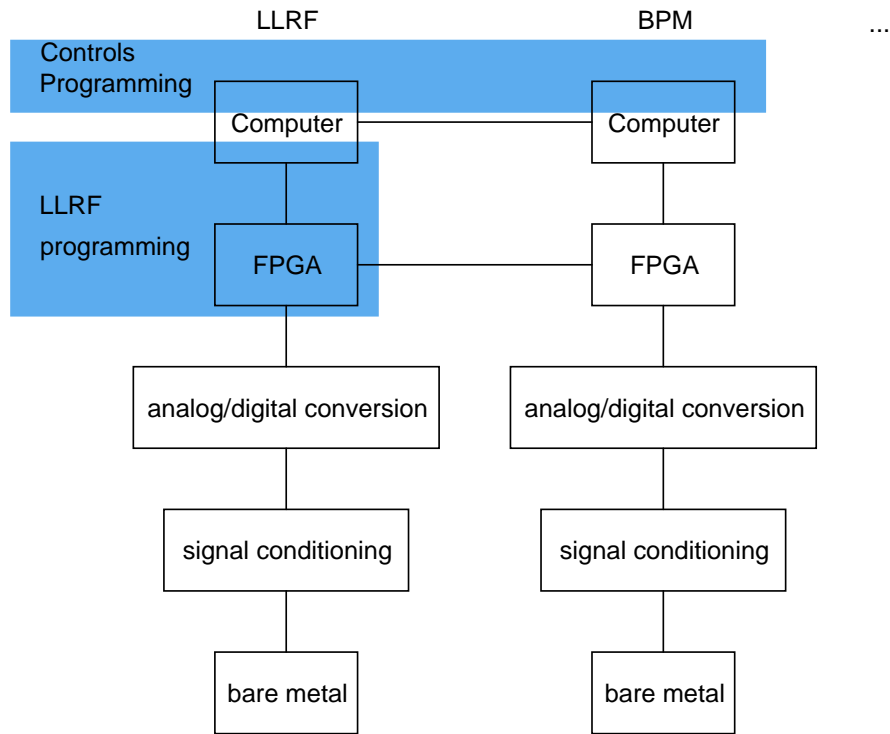 LLRF
BPM
...
Controls
Programming
Computer
Computer
LLRF
programming
FPGA
FPGA
analog/digital conversion
analog/digital conversion
signal conditioning
signal conditioning
bare metal
bare metal